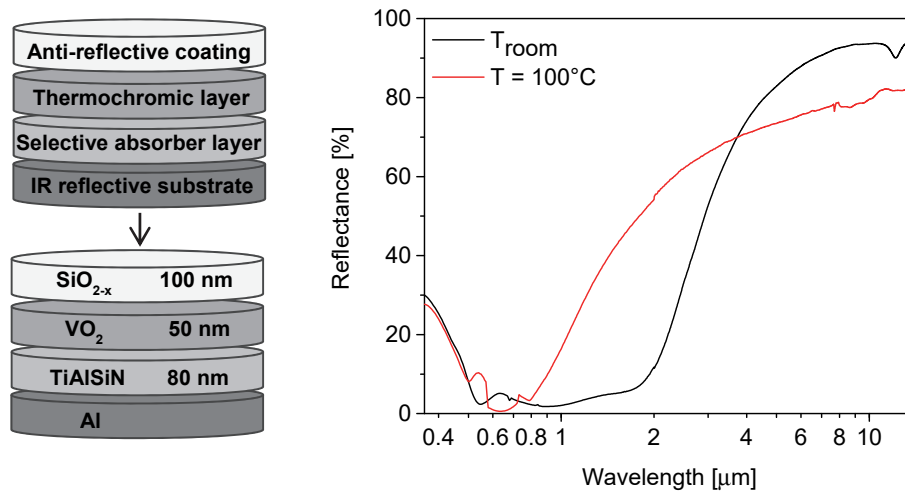 Anti-reflective coating
Thermochromic layer
Selective absorber layer
IR reflective substrate
SiO2-x 100 nm
VO2 50 nm
TiAlSiN 80 nm
Al
100
80
60
40
20
0
Reflectance [%]
Troom
T = 100°C
0.4 0.6 0.8 1 2 4 6 8 10
Wavelength [μm]